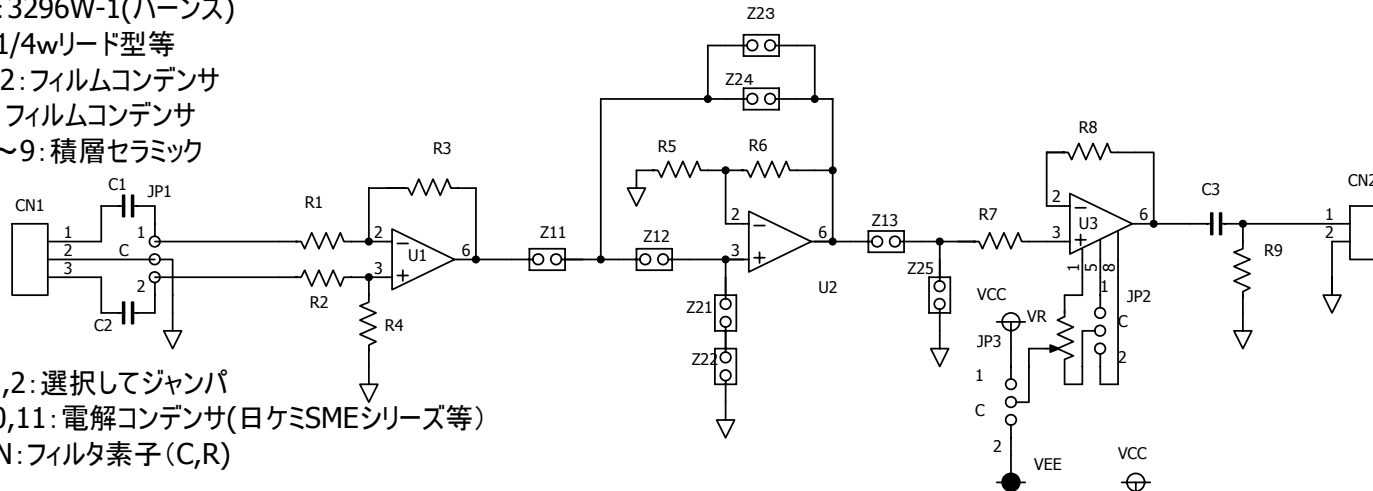 :3296W-1(バーンズ)
1/4wリード型等
2:フィルムコンデンサ
フィルムコンデンサ
~9:積層セラミック
Z23
Z24
R3
R5
R6
R8
CN1
C1
JP1
1
2
3
C
1
2
C2
R1
R2
R4
2
3
6
U1
Z11
Z12
Z21
Z22
2
3
6
U2
Z13
Z25
R7
2
3
6
U3
1
5
8
C3
R9
CN2
1
2
VCC
VR
JP3
1
C
2
VEE
JP2
1
C
2
VCC
,2:選択してジャンパ
0,11:電解コンデンサ(日ケミSMEシリーズ等)
N:フィルタ素子(C,R)